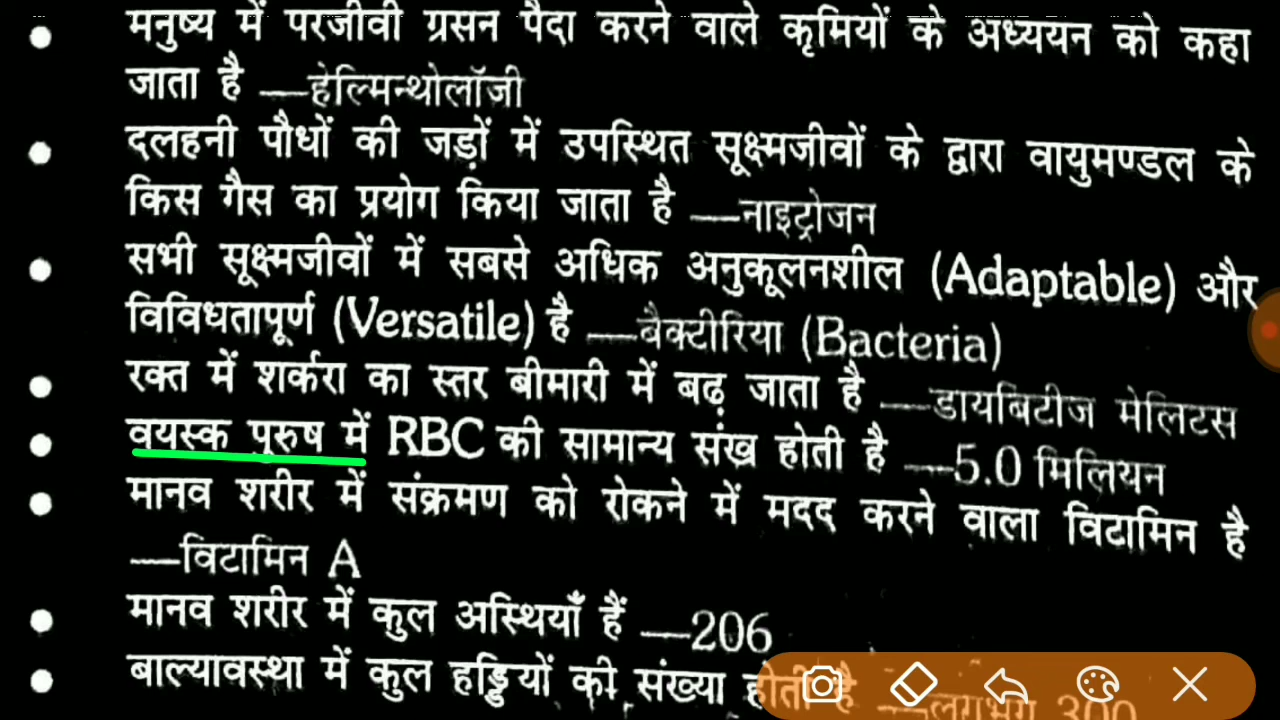 मनुष्य में परजीवी ग्रसन पैदा करने वाले कृमियों के अध्ययन को कहा
जाता है —हेल्मिन्थोलॉजी
दलहनी पौधों की जड़ों में उपस्थित सूक्ष्मजीवों के द्वारा वायुमण्डल के
किस गैस का प्रयोग किया जाता है —नाइट्रोजन
सभी सूक्ष्मजीवों में सबसे अधिक अनुकूलनशील (Adaptable) और
विविधतापूर्ण (Versatile) है —बैक्टीरिया (Bacteria)
रक्त में शर्करा का स्तर बीमारी में बढ़ जाता है —डायबिटीज मेलिटस
वयस्क पुरुष में RBC की सामान्य संख होती है —5.0 मिलियन
मानव शरीर में संक्रमण को रोकने में मदद करने वाला विटामिन है
—विटामिन A
मानव शरीर में कुल अस्थियाँ हैं —206
बाल्यावस्था में कुल हड्डियों की संख्या होती है —लगभग 300